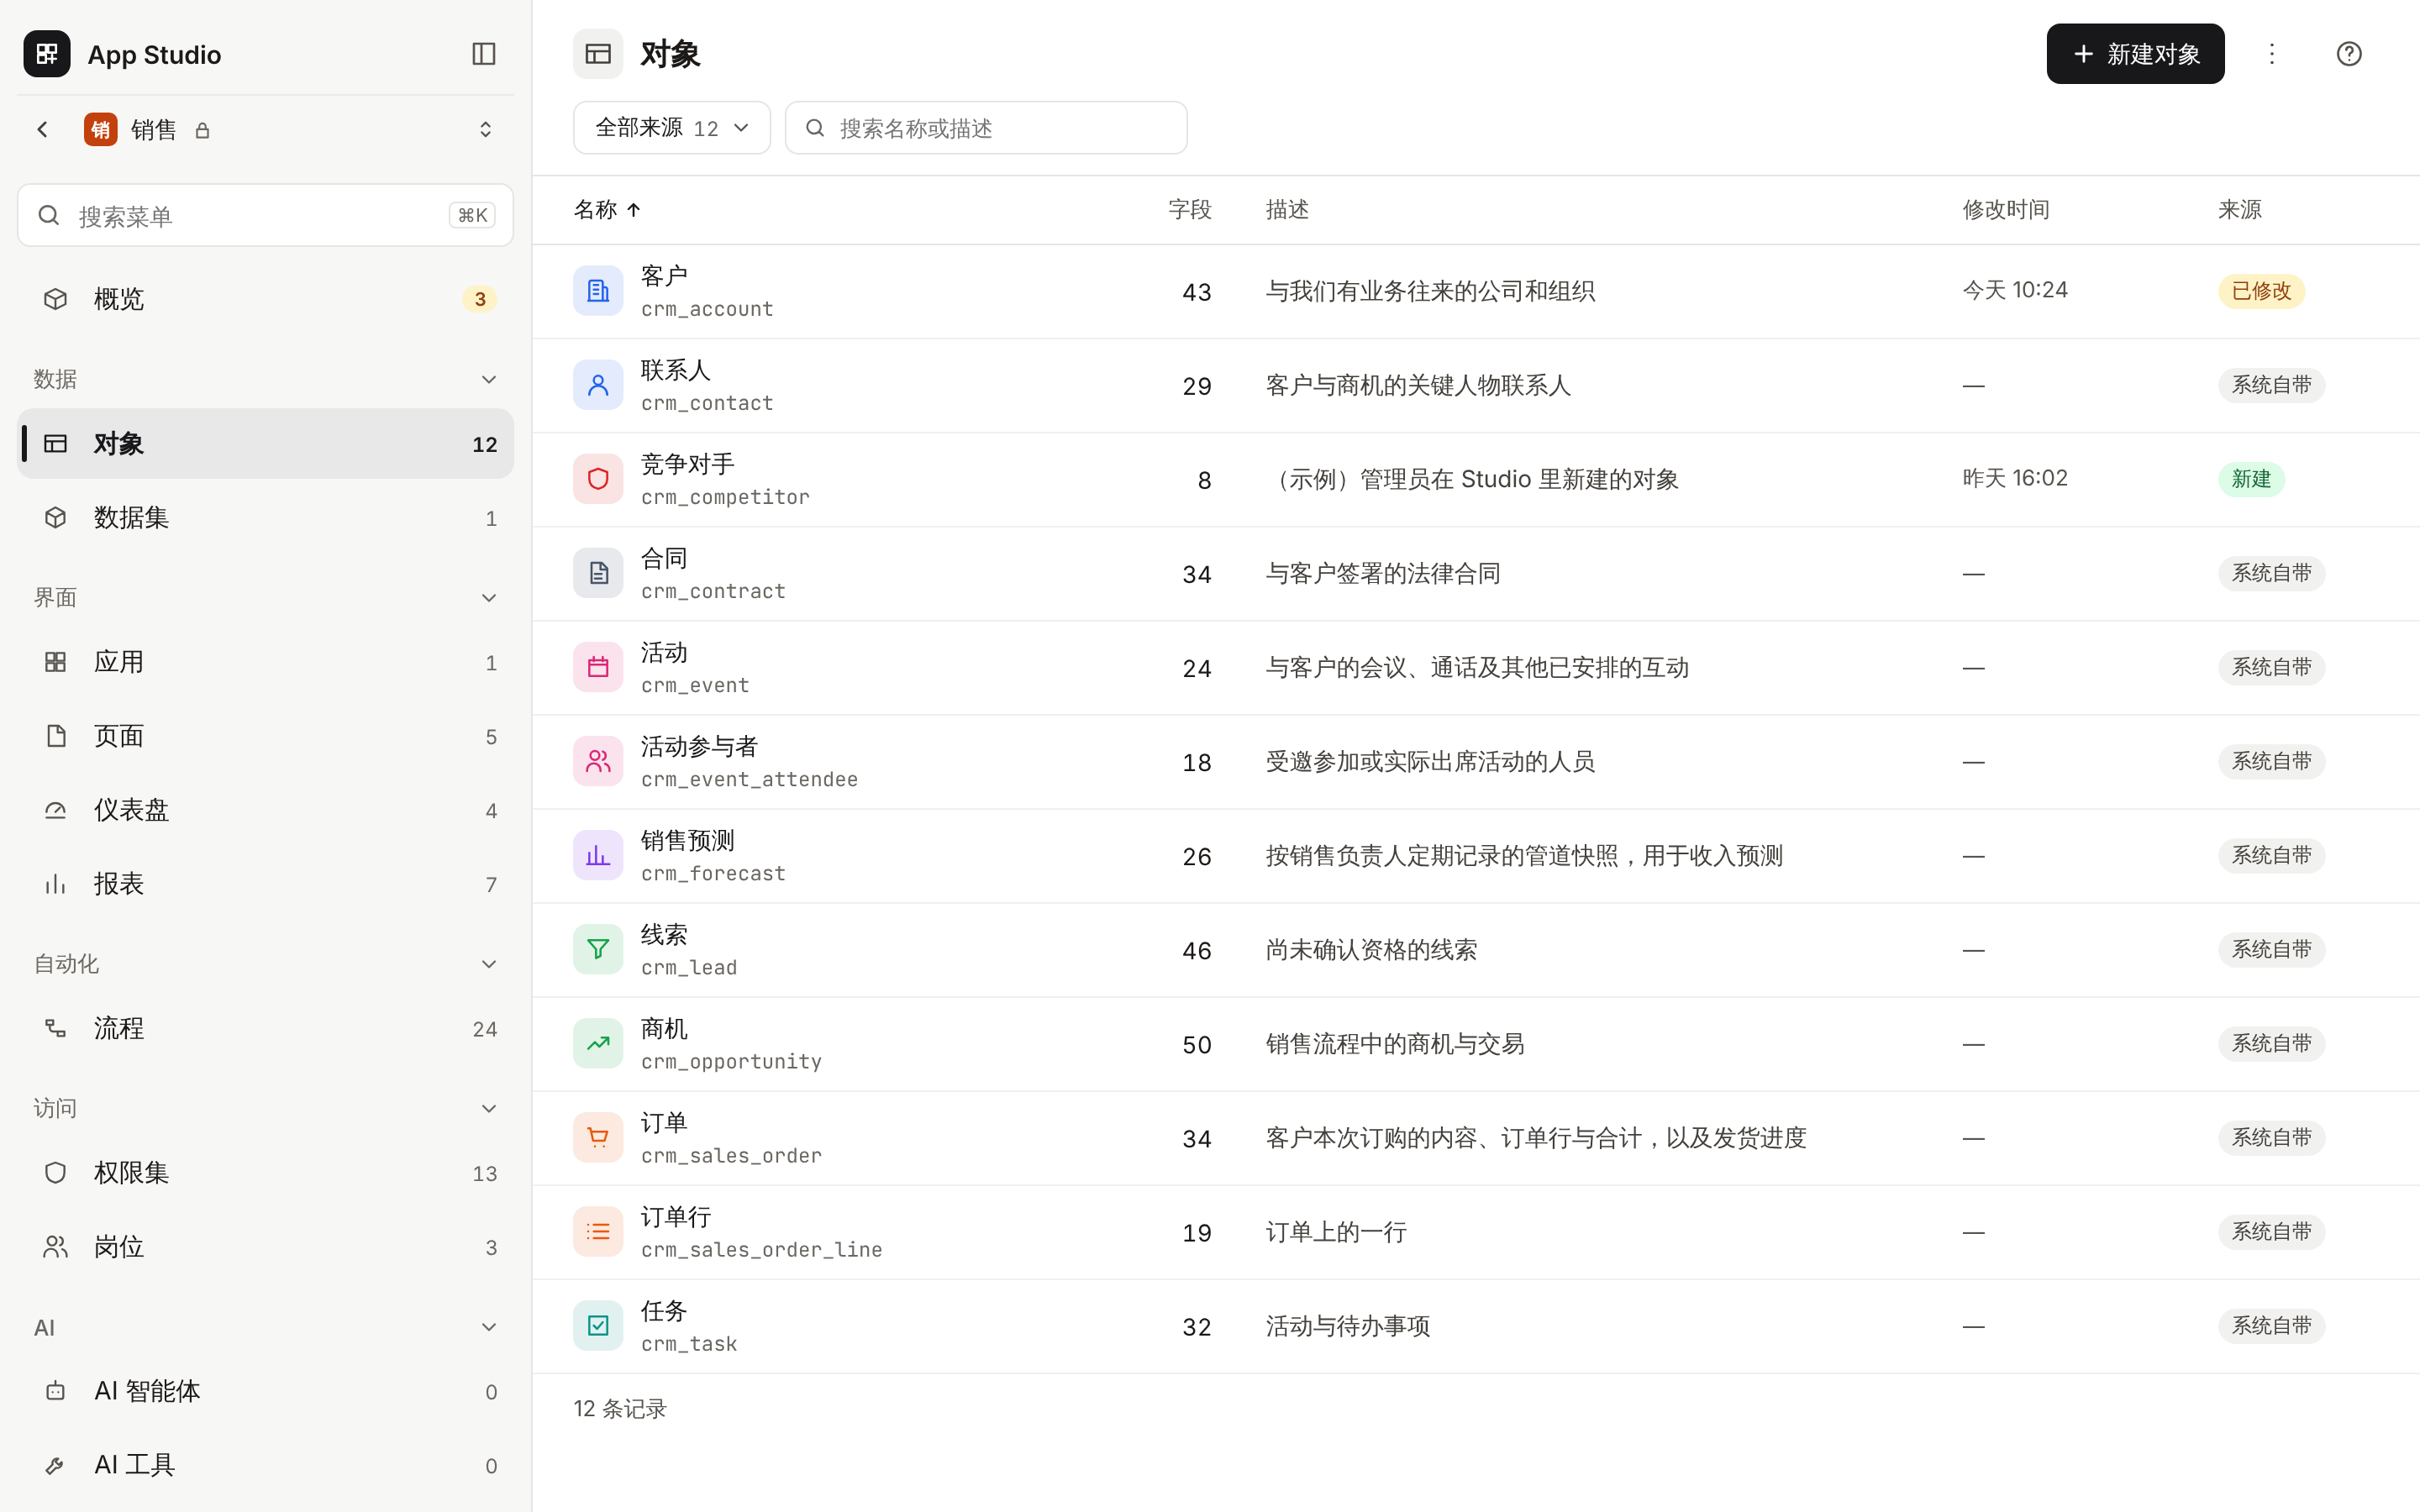 App Studio
销 销售
搜索菜单 ⌘K
概览 3
数据
对象 12
数据集 1
界面
应用 1
页面 5
仪表盘 4
报表 7
自动化
流程 24
访问
权限集 13
岗位 3
AI
AI 智能体 0
AI 工具 0
对象
新建对象
全部来源 12
搜索名称或描述
名称 字段 描述 修改时间 来源
客户
crm_account
43 与我们有业务往来的公司和组织 今天 10:24 已修改
联系人
crm_contact
29 客户与商机的关键人物联系人 — 系统自带
竞争对手
crm_competitor
8 （示例）管理员在 Studio 里新建的对象 昨天 16:02 新建
合同
crm_contract
34 与客户签署的法律合同 — 系统自带
活动
crm_event
24 与客户的会议、通话及其他已安排的互动 — 系统自带
活动参与者
crm_event_attendee
18 受邀参加或实际出席活动的人员 — 系统自带
销售预测
crm_forecast
26 按销售负责人定期记录的管道快照，用于收入预测 — 系统自带
线索
crm_lead
46 尚未确认资格的线索 — 系统自带
商机
crm_opportunity
50 销售流程中的商机与交易 — 系统自带
订单
crm_sales_order
34 客户本次订购的内容、订单行与合计，以及发货进度 — 系统自带
订单行
crm_sales_order_line
19 订单上的一行 — 系统自带
任务
crm_task
32 活动与待办事项 — 系统自带
12 条记录